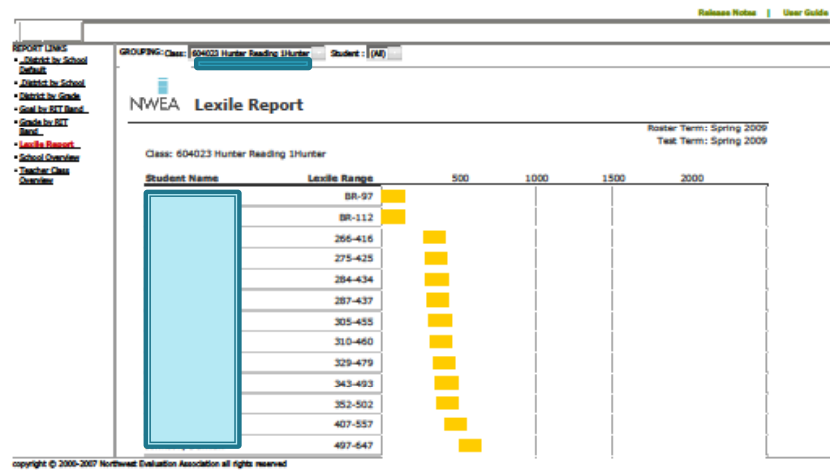 Release Notes | User Guide
REPORT LINKS
District by School Default
District by School
District by Grade
Goal by RIT Band
Grade by RIT Band
Lexile Report
School Overview
Teacher Class Overview
GROUPING: Class: 604023 Hunter Reading 1Hunter Student : (All)
NWEA Lexile Report
Roster Term: Spring 2009
Test Term: Spring 2009
Class: 604023 Hunter Reading 1Hunter
Student Name Lexile Range 500 1000 1500 2000
BR-97
BR-112
266-416
275-425
284-434
287-437
305-455
310-460
329-479
343-493
352-502
407-557
497-647
copyright © 2000-2007 Northwest Evaluation Association all rights reserved